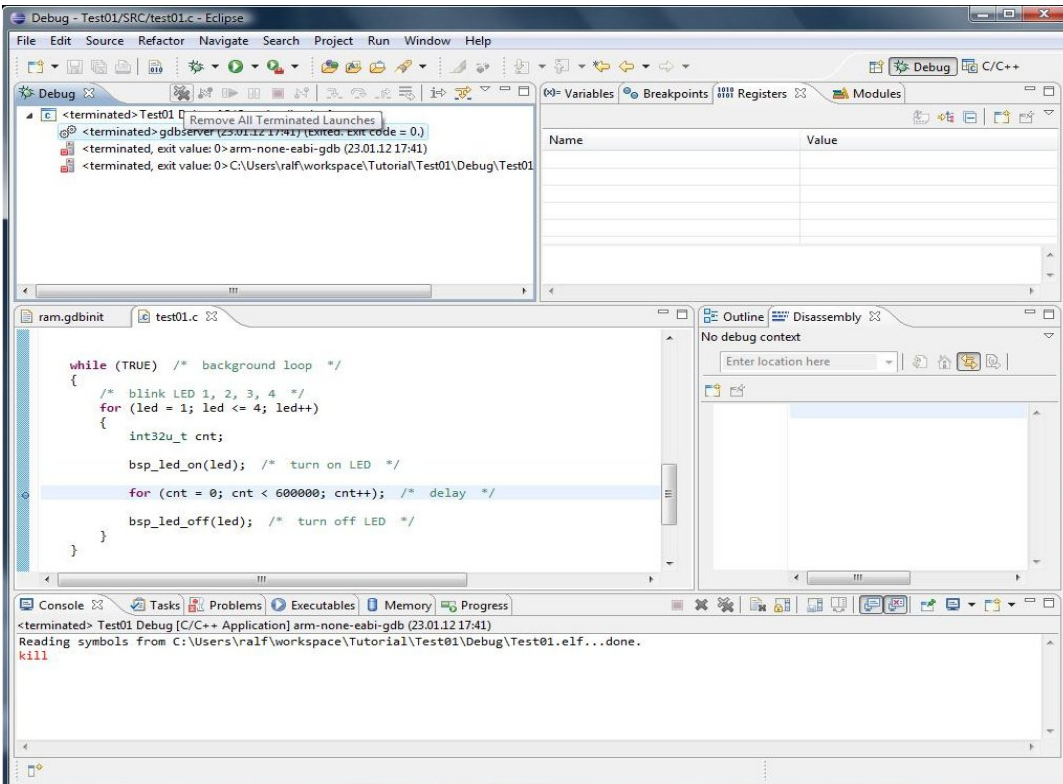 Debug - Test01/SRC/test01.c - Eclipse
File Edit Source Refactor Navigate Search Project Run Window Help
Debug C/C++
Debug
<terminated>Test01
Remove All Terminated Launches
<terminated>gdbserver (23.01.12 17:41) (Exited. Exit code = 0.)
<terminated, exit value: 0>arm-none-eabi-gdb (23.01.12 17:41)
<terminated, exit value: 0>C:\Users\ralf\workspace\Tutorial\Test01\Debug\Test01
(x)= Variables Breakpoints Registers Modules
Name Value
ram.gdbinit test01.c
while (TRUE) /* background loop */
{
/* blink LED 1, 2, 3, 4 */
for (led = 1; led <= 4; led++)
{
int32u_t cnt;
bsp_led_on(led); /* turn on LED */
for (cnt = 0; cnt < 600000; cnt++); /* delay */
bsp_led_off(led); /* turn off LED */
}
}
Outline Disassembly
No debug context
Enter location here
Console Tasks Problems Executables Memory Progress
<terminated> Test01 Debug [C/C++ Application] arm-none-eabi-gdb (23.01.12 17:41)
Reading symbols from C:\Users\ralf\workspace\Tutorial\Test01\Debug\Test01.elf...done.
kill